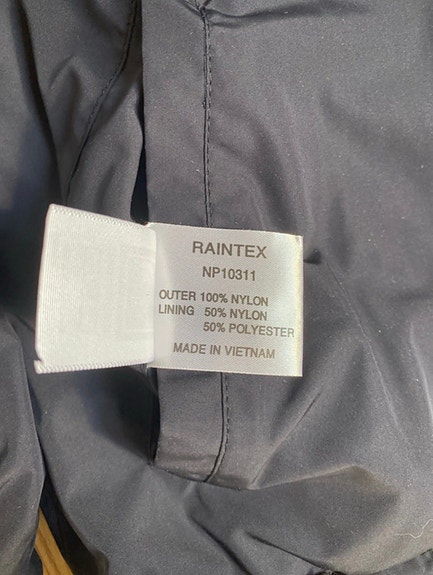 RAINTEX
NP10311
OUTER 100% NYLON
LINING 50% NYLON
50% POLYESTER
MADE IN VIETNAM